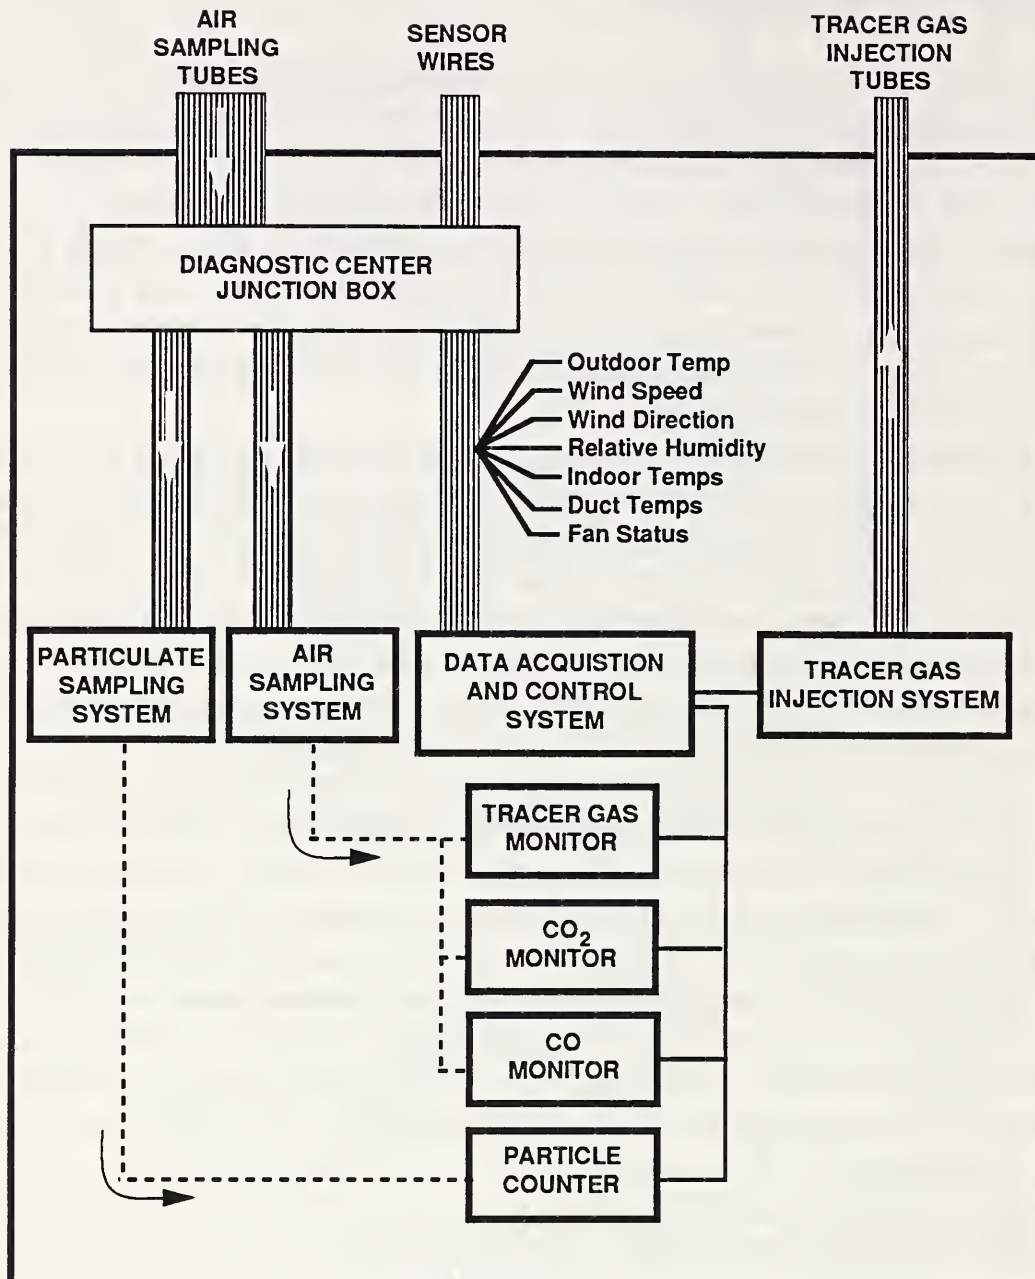 AIR
SAMPLING
TUBES
SENSOR
WIRES
TRACER GAS
INJECTION
TUBES
DIAGNOSTIC CENTER
JUNCTION BOX
Outdoor Temp
Wind Speed
Wind Direction
Relative Humidity
Indoor Temps
Duct Temps
Fan Status
PARTICULATE
SAMPLING
SYSTEM
AIR
SAMPLING
SYSTEM
DATA ACQUISTION
AND CONTROL
SYSTEM
TRACER GAS
INJECTION SYSTEM
TRACER GAS
MONITOR
CO₂
MONITOR
CO
MONITOR
PARTICLE
COUNTER